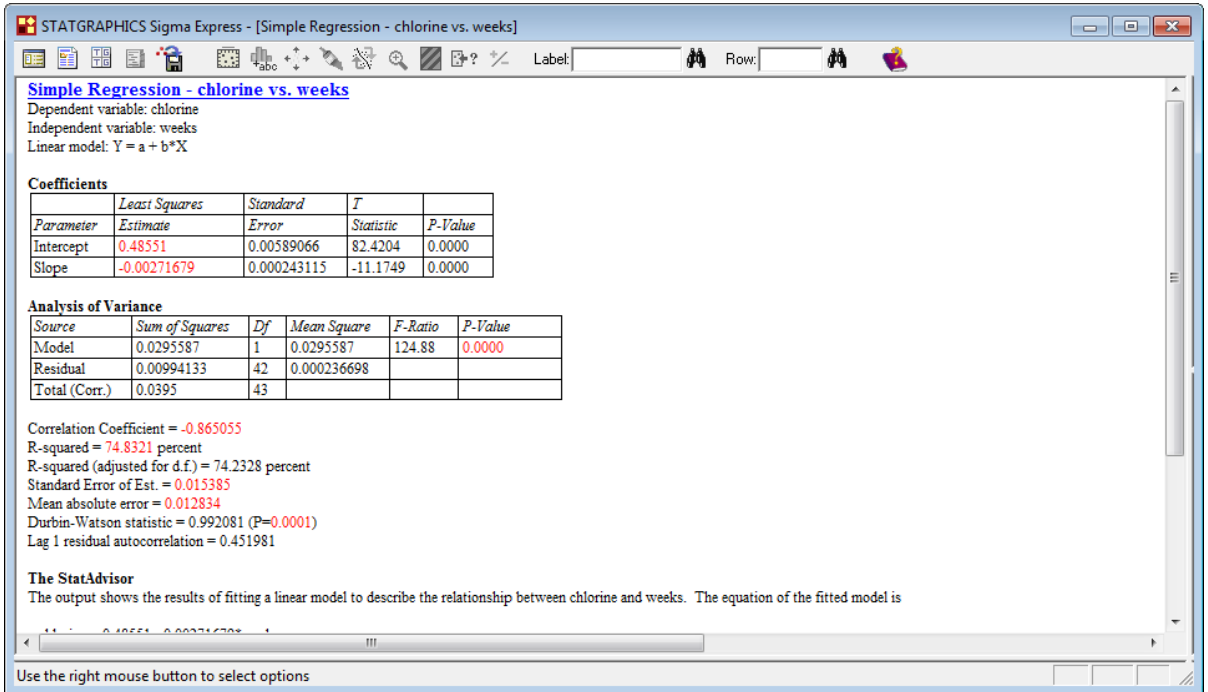 STATGRAPHICS Sigma Express - [Simple Regression - chlorine vs. weeks]
Label: Row:
Simple Regression - chlorine vs. weeks
Dependent variable: chlorine
Independent variable: weeks
Linear model: Y = a + b*X
Coefficients
Least Squares Standard T
Parameter Estimate Error Statistic P-Value
Intercept 0.48551 0.00589066 82.4204 0.0000
Slope -0.00271679 0.000243115 -11.1749 0.0000
Analysis of Variance
Source Sum of Squares Df Mean Square F-Ratio P-Value
Model 0.0295587 1 0.0295587 124.88 0.0000
Residual 0.00994133 42 0.000236698
Total (Corr.) 0.0395 43
Correlation Coefficient = -0.865055
R-squared = 74.8321 percent
R-squared (adjusted for d.f.) = 74.2328 percent
Standard Error of Est. = 0.015385
Mean absolute error = 0.012834
Durbin-Watson statistic = 0.992081 (P=0.0001)
Lag 1 residual autocorrelation = 0.451981
The StatAdvisor
The output shows the results of fitting a linear model to describe the relationship between chlorine and weeks. The equation of the fitted model is
Use the right mouse button to select options